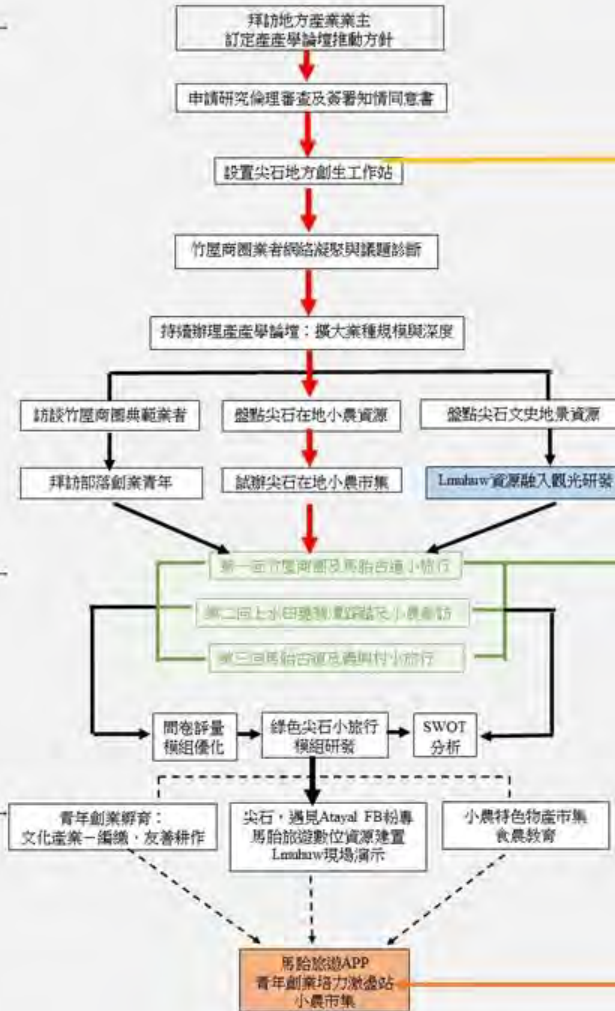 拜訪地方產業業主
訂定產產學論壇推動方針
申請研究倫理審查及簽署知情同意書
設置尖石地方創生工作站
竹屋商圈業者網絡凝聚與議題診斷
持續辦理產產學論壇：擴大業種規模與深度
訪談竹屋商圈典範業者
盤點尖石在地小農資源
盤點尖石文史地景資源
拜訪部落創業青年
試辦尖石在地小農市集
Lmuhuw資源融入觀光研發
第一回竹屋商圈及馬胎古道小旅行
第二回上水田
踏及小農參訪
第三回馬胎古道及義興村小旅行
問卷評量
模組優化
綠色尖石小旅行
模組研發
SWOT
分析
青年創業孵育：
文化產業－編織、友善耕作
尖石，遇見Atayal FB粉專
馬胎旅遊數位資源建置
Lmuhuw現場演示
小農特色物產市集
食農教育
馬胎旅遊APP
青年創業培力激盪站
小農市集